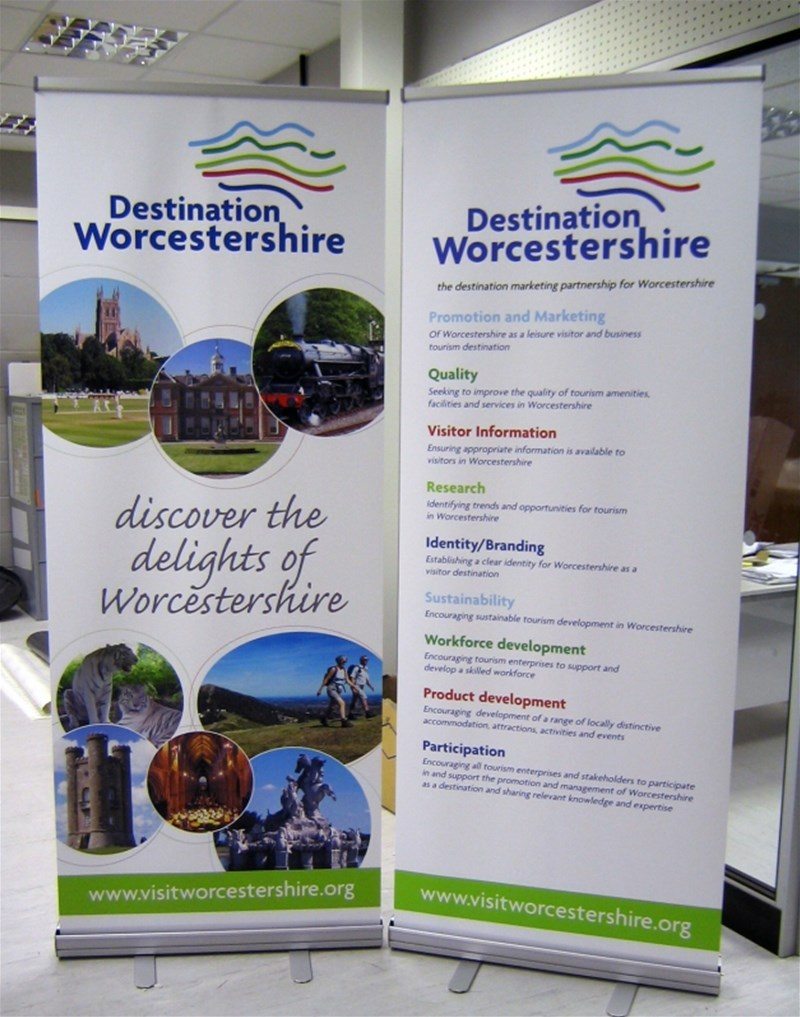 Destination
Worcestershire
discover the
delights of
Worcestershire
www.visitworcestershire.org
Destination
Worcestershire
the destination marketing partnership for Worcestershire
Promotion and Marketing
Of Worcestershire as a leisure visitor and business
tourism destination
Quality
Seeking to improve the quality of tourism amenities,
facilities and services in Worcestershire
Visitor Information
Ensuring appropriate information is available to
visitors in Worcestershire
Research
Identifying trends and opportunities for tourism
in Worcestershire
Identity/Branding
Establishing a clear identity for Worcestershire as a
visitor destination
Sustainability
Encouraging sustainable tourism development in Worcestershire
Workforce development
Encouraging tourism enterprises to support and
develop a skilled workforce
Product development
Encouraging development of a range of locally distinctive
accommodation, attractions, activities and events
Participation
Encouraging all tourism enterprises and stakeholders to participate
in and support the promotion and management of Worcestershire
as a destination and sharing relevant knowledge and expertise
www.visitworcestershire.org